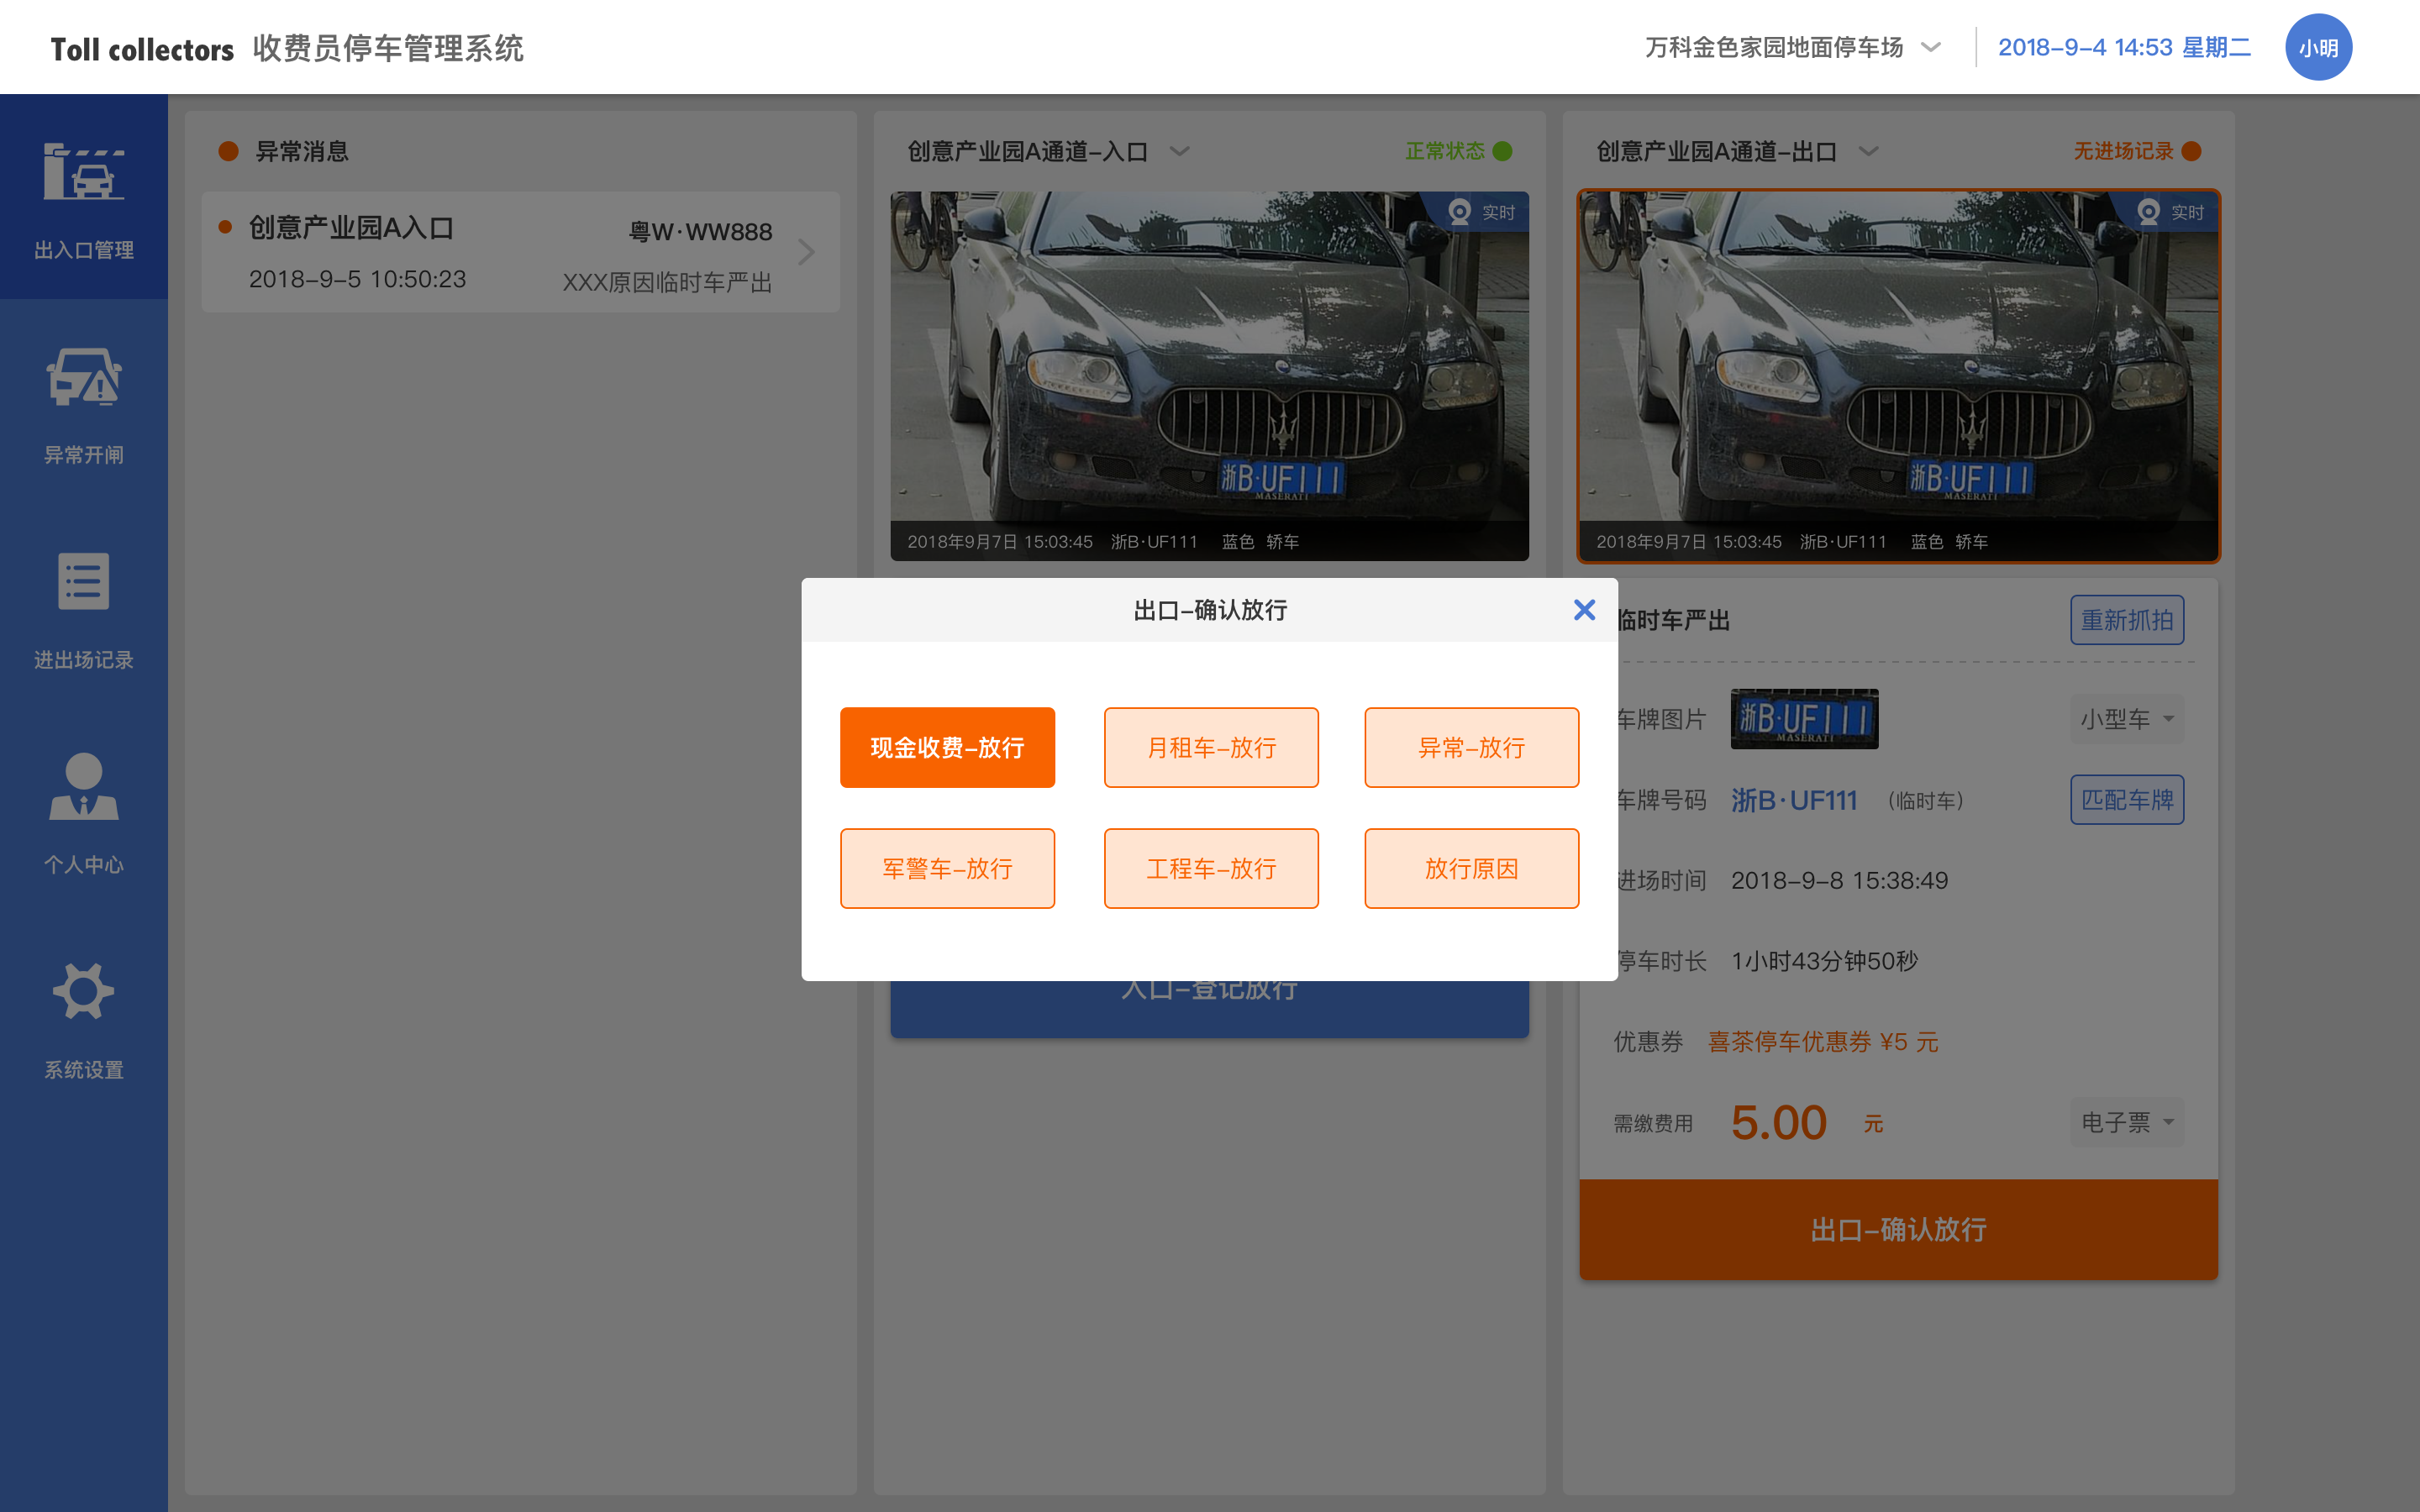 Toll collectors 收费员停车管理系统
万科金色家园地面停车场
2018-9-4 14:53 星期二
小明
出入口管理
异常开闸
进出场记录
个人中心
系统设置
异常消息
创意产业园A入口
粤W·WW888
2018-9-5 10:50:23
XXX原因临时车严出
创意产业园A通道-入口
正常状态
实时
浙B·UF111
MASERATI
2018年9月7日 15:03:45 浙B·UF111 蓝色 轿车
入口-登记放行
创意产业园A通道-出口
无进场记录
实时
浙B·UF111
MASERATI
2018年9月7日 15:03:45 浙B·UF111 蓝色 轿车
临时车严出
重新抓拍
车牌图片
浙B·UF111
MASERATI
小型车
车牌号码 浙B·UF111 (临时车)
匹配车牌
进场时间 2018-9-8 15:38:49
停车时长 1小时43分钟50秒
优惠券 喜茶停车优惠券 ¥5 元
需缴费用 5.00 元
电子票
出口-确认放行
出口-确认放行
现金收费-放行
月租车-放行
异常-放行
军警车-放行
工程车-放行
放行原因